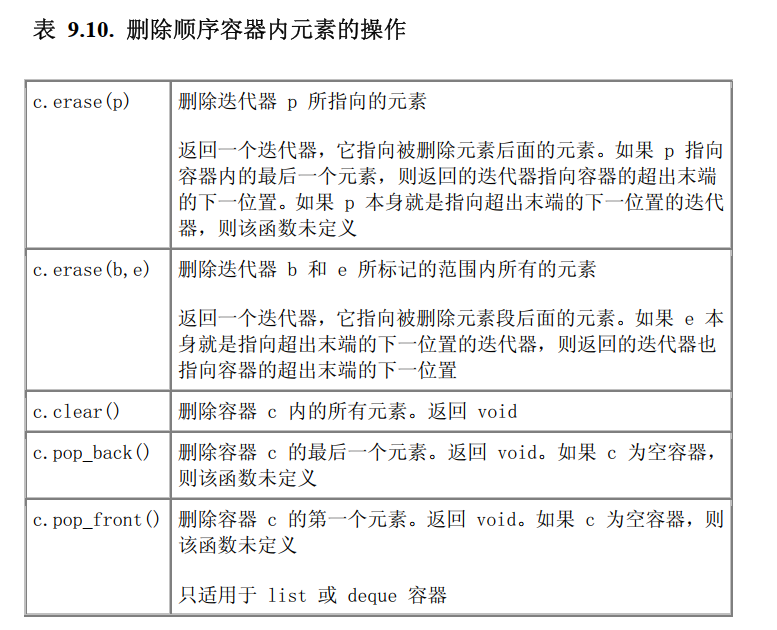 表 9.10. 删除顺序容器内元素的操作
c.erase(p)
删除迭代器 p 所指向的元素
返回一个迭代器，它指向被删除元素后面的元素。如果 p 指向
容器内的最后一个元素，则返回的迭代器指向容器的超出末端
的下一位置。如果 p 本身就是指向超出末端的下一位置的迭代
器，则该函数未定义
c.erase(b,e)
删除迭代器 b 和 e 所标记的范围内所有的元素
返回一个迭代器，它指向被删除元素段后面的元素。如果 e 本
身就是指向超出末端的下一位置的迭代器，则返回的迭代器也
指向容器的超出末端的下一位置
c.clear()
删除容器 c 内的所有元素。返回 void
c.pop_back()
删除容器 c 的最后一个元素。返回 void。如果 c 为空容器，
则该函数未定义
c.pop_front()
删除容器 c 的第一个元素。返回 void。如果 c 为空容器，则
该函数未定义
只适用于 list 或 deque 容器